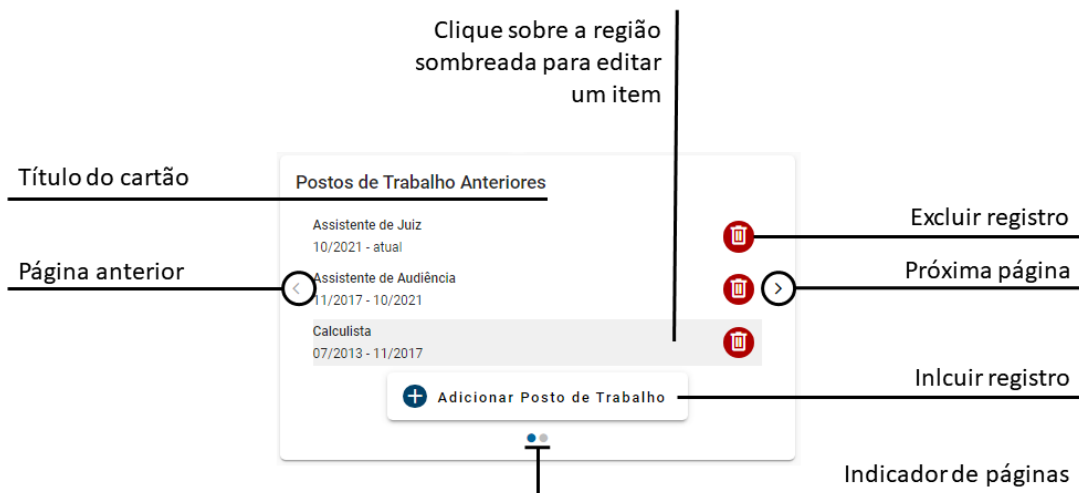 Clique sobre a região
sombreada para editar
um item
Título do cartão
Postos de Trabalho Anteriores
Assistente de Juiz
10/2021 - atual
Excluir registro
Página anterior
Assistente de Audiência
11/2017 - 10/2021
Próxima página
Calculista
07/2013 - 11/2017
Adicionar Posto de Trabalho
Inlcuir registro
Indicador de páginas